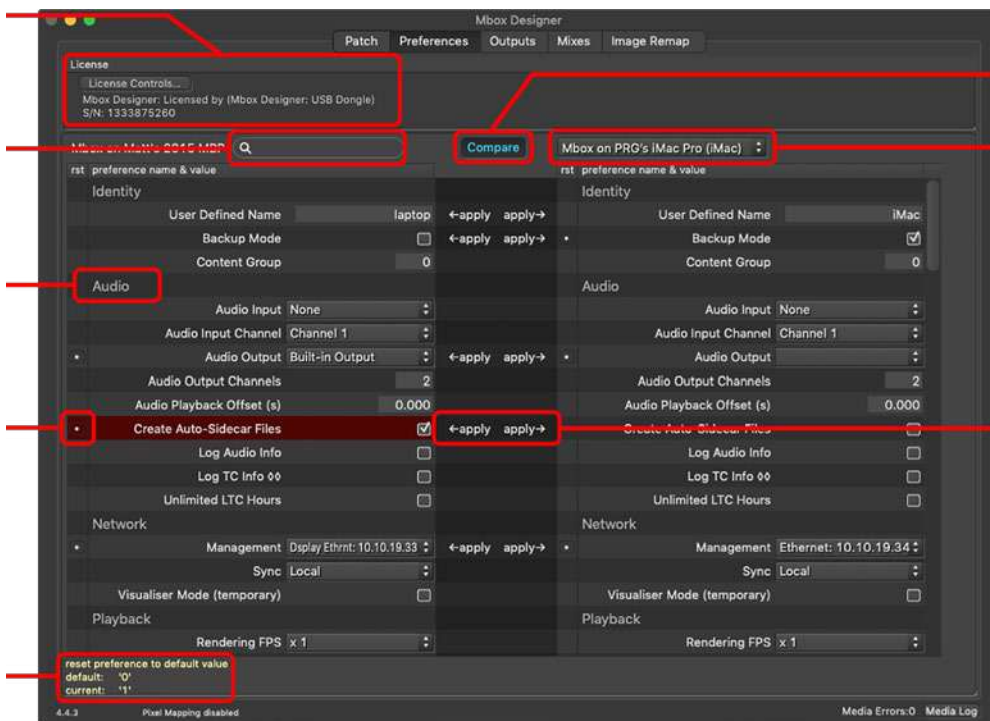 Mbox Designer
Patch Preferences Outputs Mixes Image Remap
License
License Controls...
Mbox Designer: Licensed by (Mbox Designer: USB Dongle)
S/N: 1333875260
Mbox on Matt's 2015 MBP Compare Mbox on PRG's iMac Pro (iMac)
rst preference name & value rst preference name & value
Identity Identity
User Defined Name laptop ←apply apply→ User Defined Name iMac
Backup Mode ←apply apply→ • Backup Mode
Content Group 0 Content Group 0
Audio Audio
Audio Input None Audio Input None
Audio Input Channel Channel 1 Audio Input Channel Channel 1
• Audio Output Built-in Output ←apply apply→ • Audio Output
Audio Output Channels 2 Audio Output Channels 2
Audio Playback Offset (s) 0.000 Audio Playback Offset (s) 0.000
• Create Auto-Sidecar Files ←apply apply→ Create Auto-Sidecar Files
Log Audio Info Log Audio Info
Log TC Info ◊◊ Log TC Info ◊◊
Unlimited LTC Hours Unlimited LTC Hours
Network Network
• Management Dsplay Ethrnt: 10.10.19.33 ←apply apply→ • Management Ethernet: 10.10.19.34
Sync Local Sync Local
Visualiser Mode (temporary) Visualiser Mode (temporary)
Playback Playback
Rendering FPS x 1 Rendering FPS x 1
reset preference to default value
default: '0'
current: '1'
4.4.3 Pixel Mapping disabled Media Errors:0 Media Log